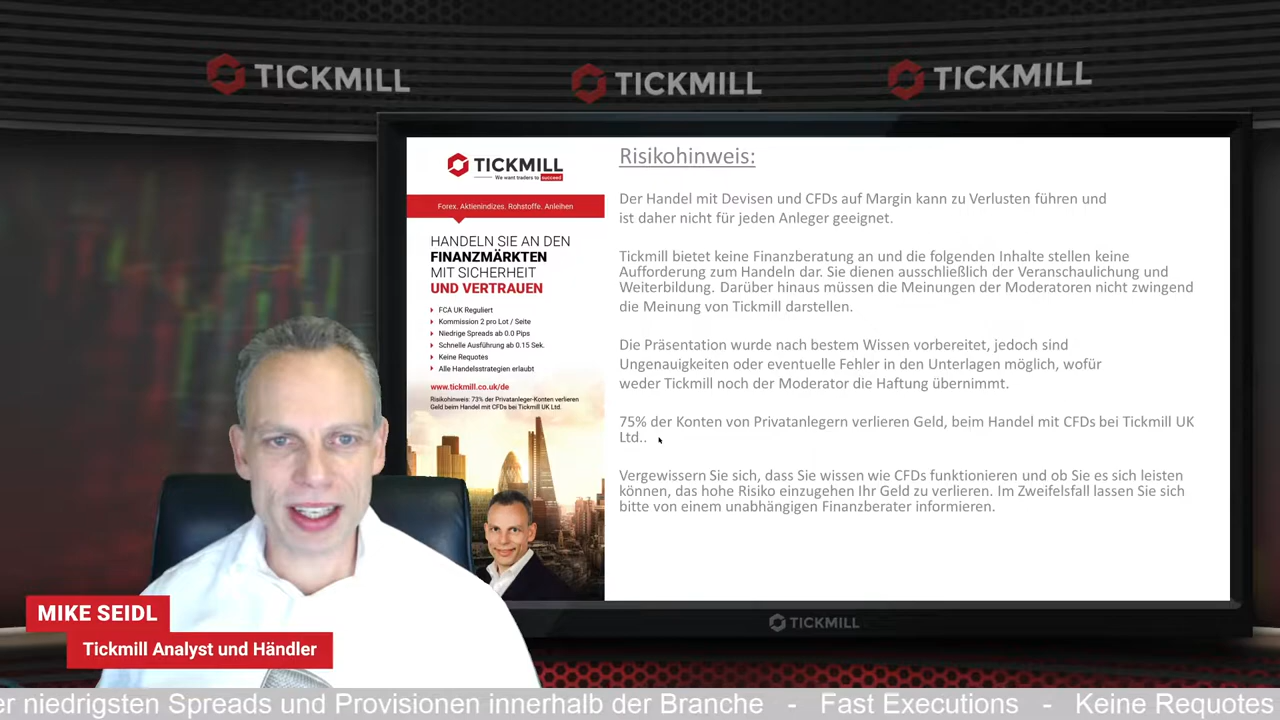 TICKMILL
TICKMILL
TICKMILL
TICKMILL
We want traders to succeed
Forex. Aktienindizes. Rohstoffe. Anleihen
HANDELN SIE AN DEN
FINANZMÄRKTEN
MIT SICHERHEIT
UND VERTRAUEN
FCA UK Reguliert
Kommission 2 pro Lot / Seite
Niedrige Spreads ab 0.0 Pips
Schnelle Ausführung ab 0.15 Sek.
Keine Requotes
Alle Handelsstrategien erlaubt
www.tickmill.co.uk/de
Risikohinweis: 73% der Privatanleger-Konten verlieren
Geld beim Handel mit CFDs bei Tickmill UK Ltd.
Risikohinweis:
Der Handel mit Devisen und CFDs auf Margin kann zu Verlusten führen und
ist daher nicht für jeden Anleger geeignet.
Tickmill bietet keine Finanzberatung an und die folgenden Inhalte stellen keine
Aufforderung zum Handeln dar. Sie dienen ausschließlich der Veranschaulichung und
Weiterbildung. Darüber hinaus müssen die Meinungen der Moderatoren nicht zwingend
die Meinung von Tickmill darstellen.
Die Präsentation wurde nach bestem Wissen vorbereitet, jedoch sind
Ungenauigkeiten oder eventuelle Fehler in den Unterlagen möglich, wofür
weder Tickmill noch der Moderator die Haftung übernimmt.
75% der Konten von Privatanlegern verlieren Geld, beim Handel mit CFDs bei Tickmill UK
Ltd..
Vergewissern Sie sich, dass Sie wissen wie CFDs funktionieren und ob Sie es sich leisten
können, das hohe Risiko einzugehen Ihr Geld zu verlieren. Im Zweifelsfall lassen Sie sich
bitte von einem unabhängigen Finanzberater informieren.
TICKMILL
MIKE SEIDL
Tickmill Analyst und Händler
er niedrigsten Spreads und Provisionen innerhalb der Branche - Fast Executions - Keine Requotes